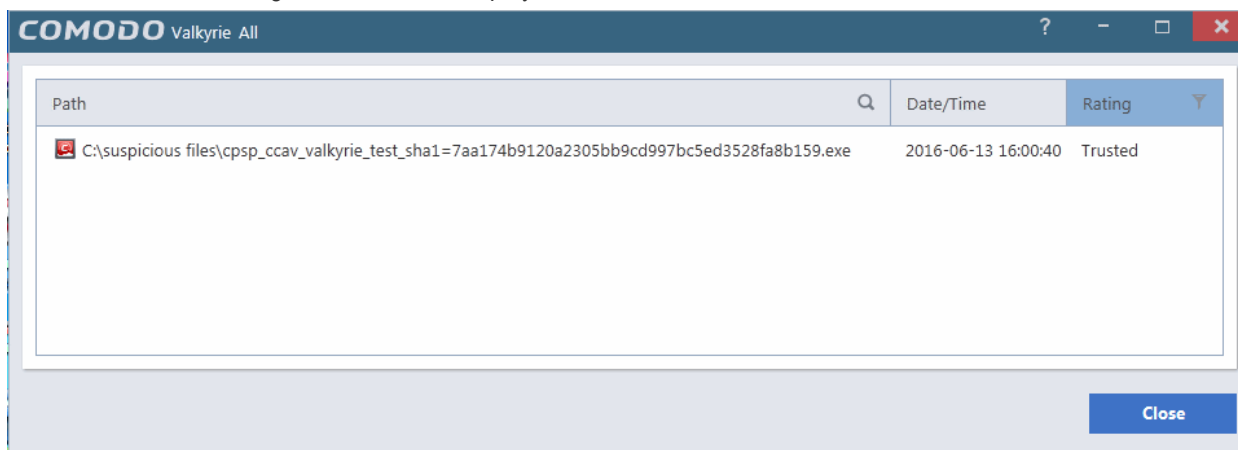 COMODO Valkyrie All
Path Date/Time Rating
C:\suspicious files\cpsp_ccav_valkyrie_test_sha1=7aa174b9120a2305bb9cd997bc5ed3528fa8b159.exe 2016-06-13 16:00:40 Trusted
Close